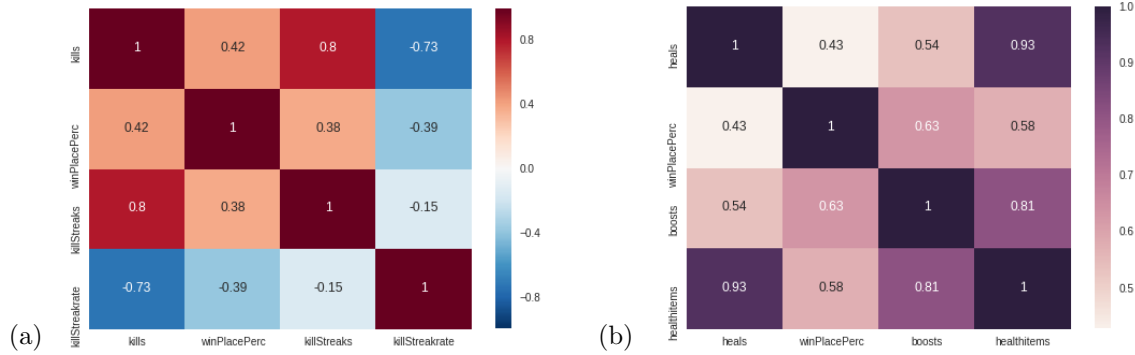 kills 1 0.42 0.8 -0.73
winPlacePerc 0.42 1 0.38 -0.39
killStreaks 0.8 0.38 1 -0.15
killStreakrate -0.73 -0.39 -0.15 1
kills winPlacePerc killStreaks killStreakrate
0.8
0.4
0.0
−0.4
−0.8
(a)
heals 1 0.43 0.54 0.93
winPlacePerc 0.43 1 0.63 0.58
boosts 0.54 0.63 1 0.81
healthitems 0.93 0.58 0.81 1
heals winPlacePerc boosts healthitems
1.0
0.9
0.8
0.7
0.6
0.5
(b)